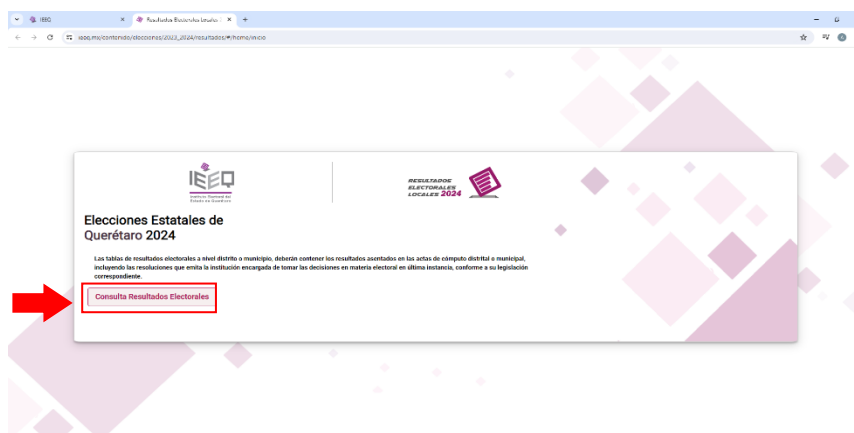 IEEQ
Resultados Electorales Locales
ieeq.mx/contenido/elecciones/2023_2024/resultados/#/home/inicio
IEEQ
Instituto Electoral del
Estado de Querétaro
RESULTADOS
ELECTORALES
LOCALES 2024
Elecciones Estatales de
Querétaro 2024
Las tablas de resultados electorales a nivel distrito o municipio, deberán contener los resultados asentados en las actas de cómputo distrital o municipal,
incluyendo las resoluciones que emita la institución encargada de tomar las decisiones en materia electoral en última instancia, conforme a su legislación
correspondiente.
Consulta Resultados Electorales